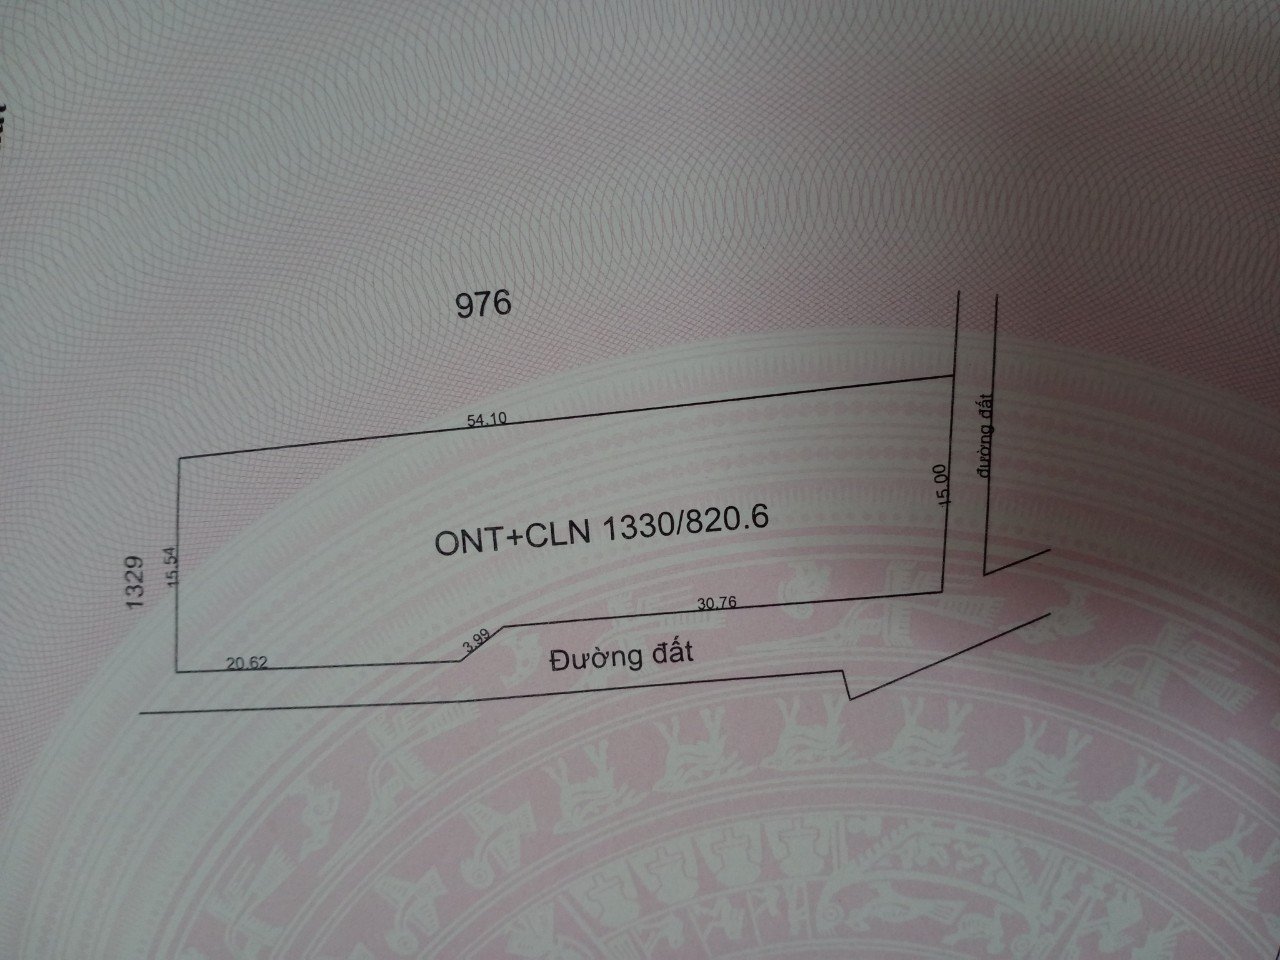 976
54.10
đường đất
15.00
ONT+CLN 1330/820.6
1329
15.54
30.76
3.99
20.62
Đường đất